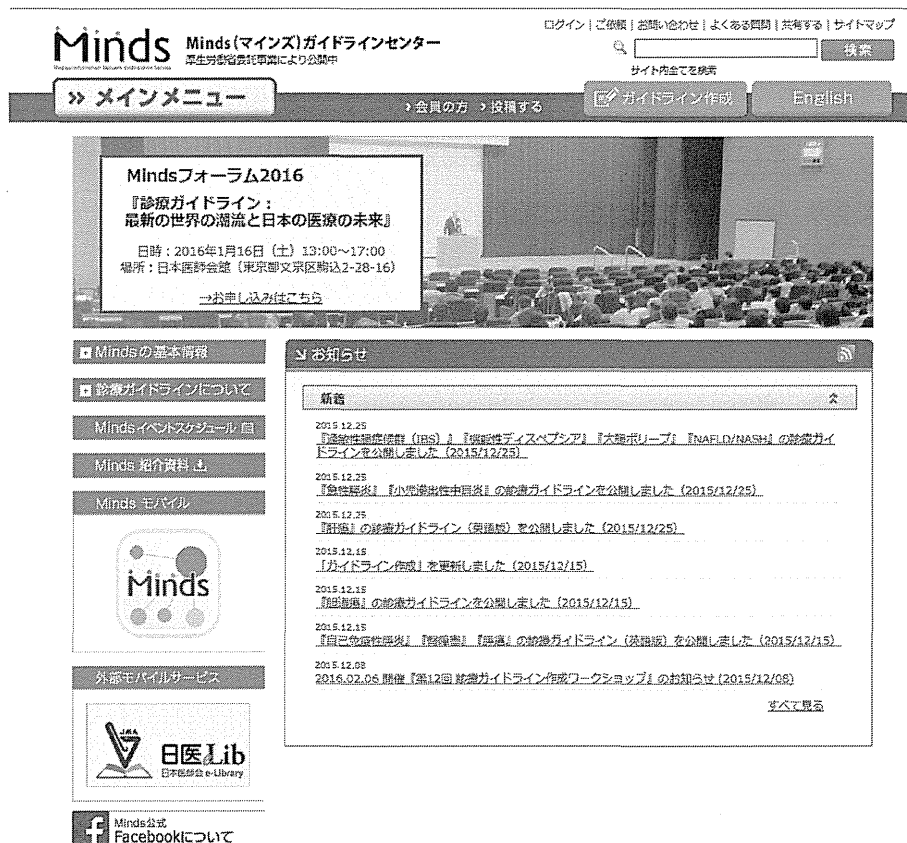 ログイン | ご依頼 | お問い合わせ | よくある質問 | 共有する | サイトマップ
Minds Minds(マインズ)ガイドラインセンター
厚生労働省委託事業により公開中
検索
サイト内全てを検索
» メインメニュー
› 会員の方 › 投稿する
ガイドライン作成
English
Mindsフォーラム2016
『診療ガイドライン:
最新の世界の潮流と日本の医療の未来』
日時:2016年1月16日(土)13:00~17:00
場所:日本医師会館(東京都文京区駒込2-28-16)
→お申し込みはこちら
Mindsの基本情報
診療ガイドラインについて
Mindsイベントスケジュール
Minds 紹介資料
Minds モバイル
Minds
外部モバイルサービス
JMA
日医Lib
日本医師会 e-Library
Minds公式
Facebookについて
お知らせ
新着
2015.12.25
『過敏性腸症候群(IBS)』『機能性ディスペプシア』『大腸ポリープ』『NAFLD/NASH』の診療ガイ
ドラインを公開しました(2015/12/25)
2015.12.25
『急性膵炎』『小児滲出性中耳炎』の診療ガイドラインを公開しました(2015/12/25)
2015.12.25
『肝癌』の診療ガイドライン(英語版)を公開しました(2015/12/25)
2015.12.15
「ガイドライン作成」を更新しました(2015/12/15)
2015.12.15
『胆道癌』の診療ガイドラインを公開しました(2015/12/15)
2015.12.15
『自己免疫性膵炎』の診療ガイドライン(英語版)を公開しました(2015/12/15)
2015.12.08
2016.02.06 開催『第12回 診療ガイドライン作成ワークショップ』のお知らせ (2015/12/08)
すべて見る